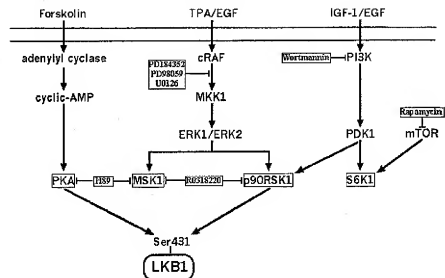 Forskolin TPA/EGF IGF-1/EGF
adenylyl cyclase cRAF PI3K
PD184352
PD98059
U0126
Wortmannin
cyclic-AMP MKK1
Rapamycin
ERK1/ERK2 PDK1 mTOR
PKA H89 MSK1 R0318220 p90RSK1 S6K1
Ser431
LKB1